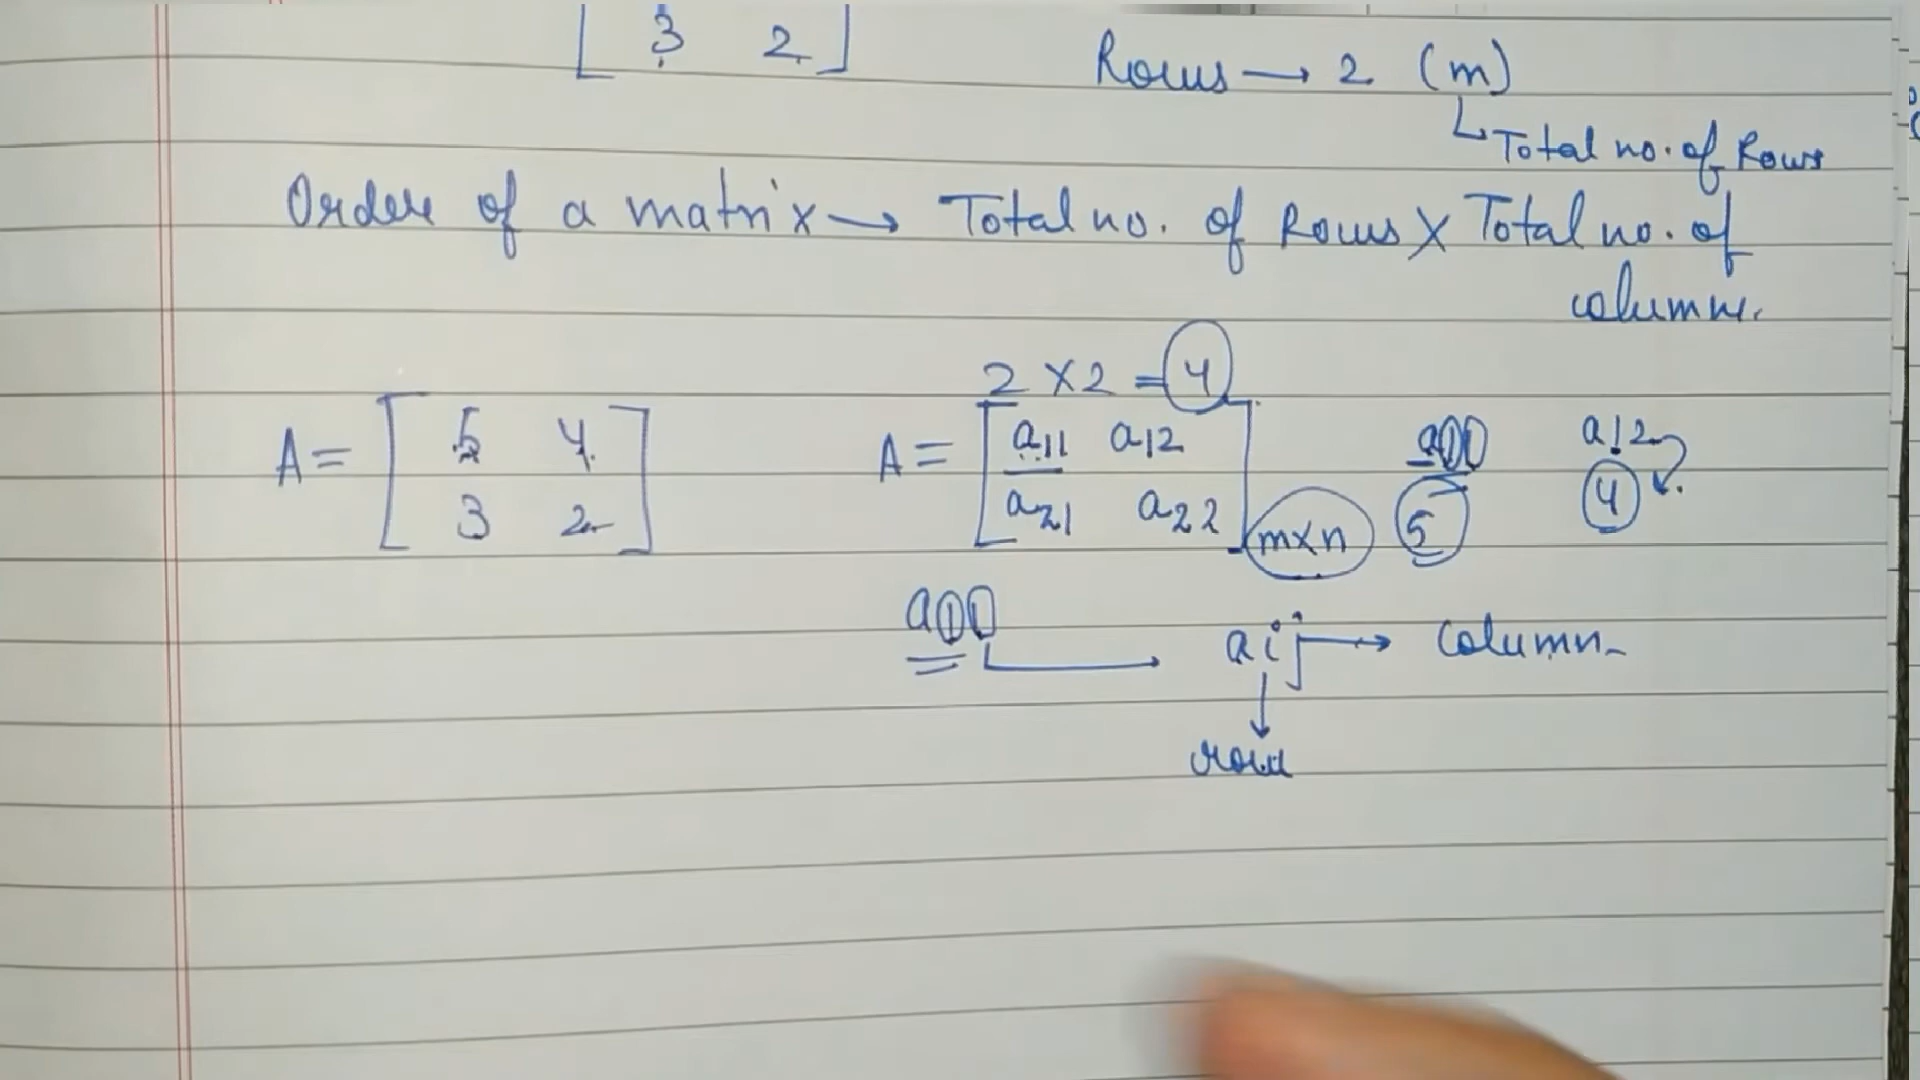 3 2
Rows → 2 (m)
↳ Total no. of Rows
Order of a matrix → Total no. of Rows X Total no. of
column.
2 X 2 = 4
A = [ 5 4
3 2 ]
A = [ a11 a12
a21 a22 ] mxn
a11
5
a12
4
a11 → aij → column
↓
row